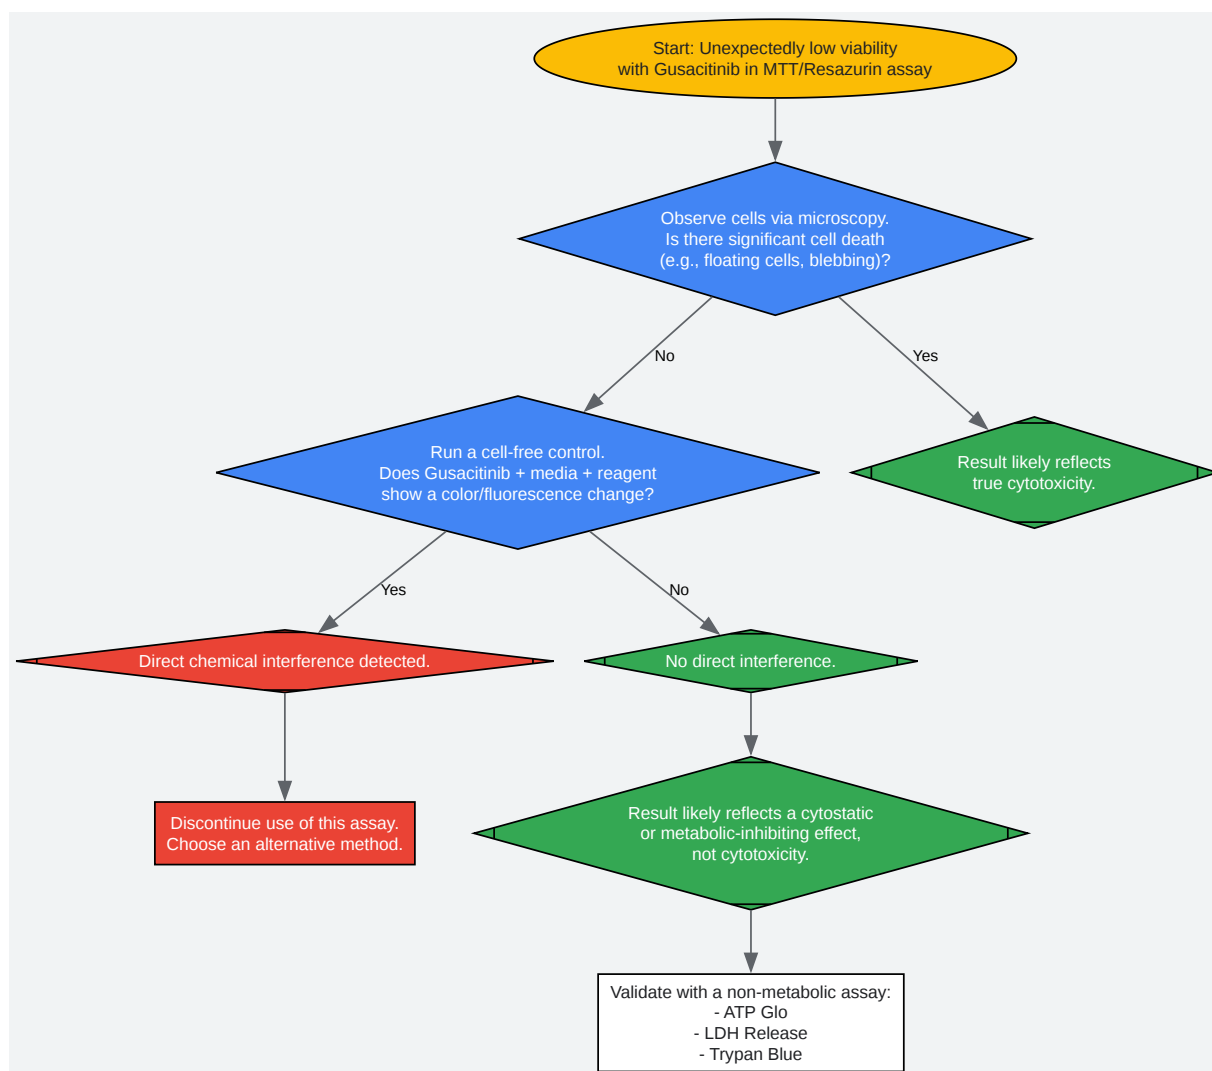 Start: Unexpectedly low viability
with Gusacitinib in MTT/Resazurin assay
Observe cells via microscopy.
Is there significant cell death
(e.g., floating cells, blebbing)?
No
Yes
Run a cell-free control.
Does Gusacitinib + media + reagent
show a color/fluorescence change?
Result likely reflects
true cytotoxicity.
Yes
No
Direct chemical interference detected.
No direct interference.
Discontinue use of this assay.
Choose an alternative method.
Result likely reflects a cytostatic
or metabolic-inhibiting effect,
not cytotoxicity.
Validate with a non-metabolic assay:
- ATP Glo
- LDH Release
- Trypan Blue